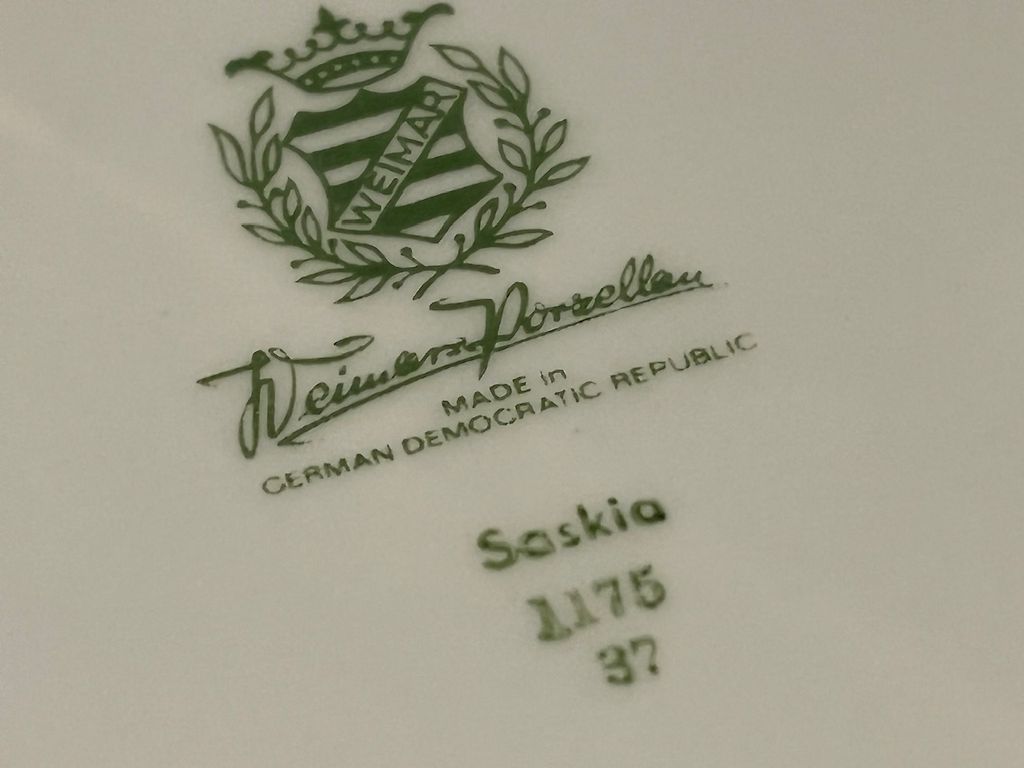 WEIMAR
Weimar Porzellan
MADE in
GERMAN DEMOCRATIC REPUBLIC
Saskia
1175
37